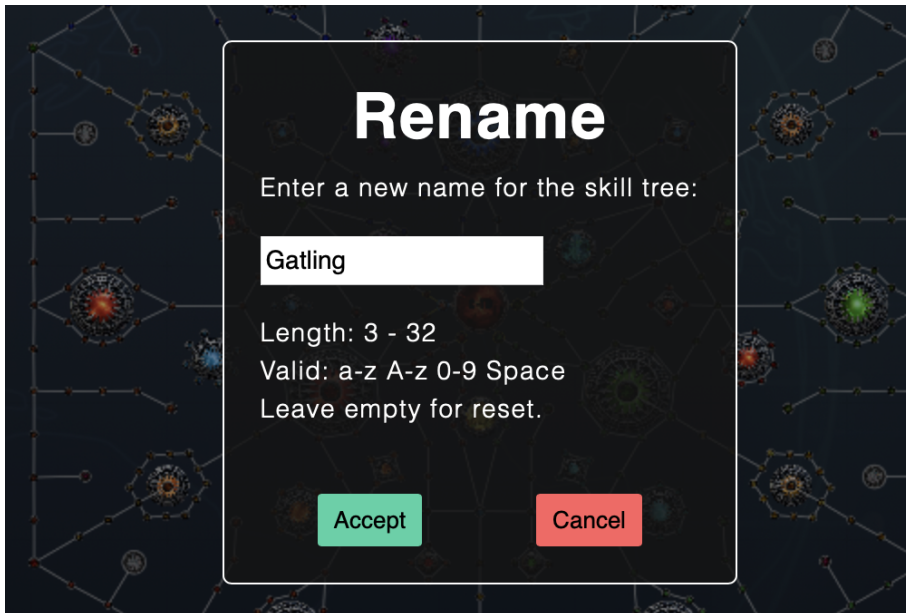 Rename
Enter a new name for the skill tree:
Gatling
Length: 3 - 32
Valid: a-z A-z 0-9 Space
Leave empty for reset.
Accept Cancel